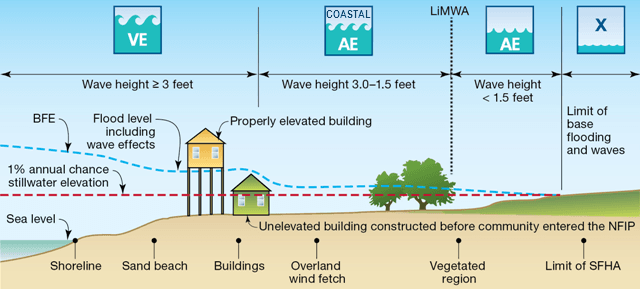 VE
COASTAL
AE
LiMWA
AE
X
Wave height ≥ 3 feet
Wave height 3.0–1.5 feet
Wave height
< 1.5 feet
Limit of
base
flooding
and waves
BFE
Flood level
including
wave effects
Properly elevated building
1% annual chance
stillwater elevation
Sea level
Unelevated building constructed before community entered the NFIP
Shoreline
Sand beach
Buildings
Overland
wind fetch
Vegetated
region
Limit of SFHA